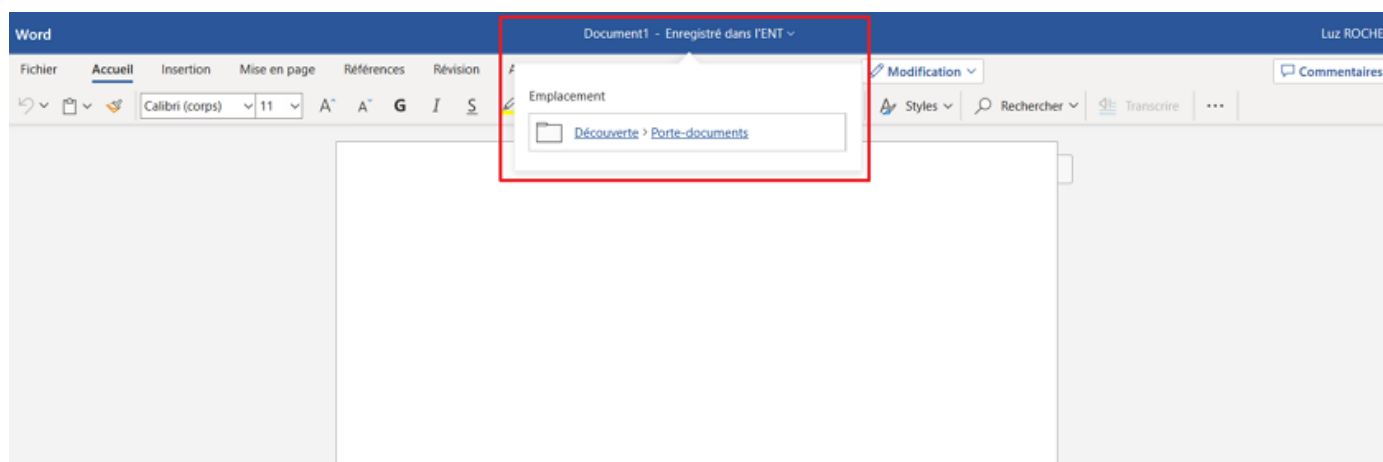 Word
Document1 - Enregistré dans l'ENT
Luz ROCHE
Fichier Accueil Insertion Mise en page Références Révision Modification Commentaires
Calibri (corps) 11 A A G I S Styles Rechercher Transcrire ...
Emplacement
Découverte > Porte-documents